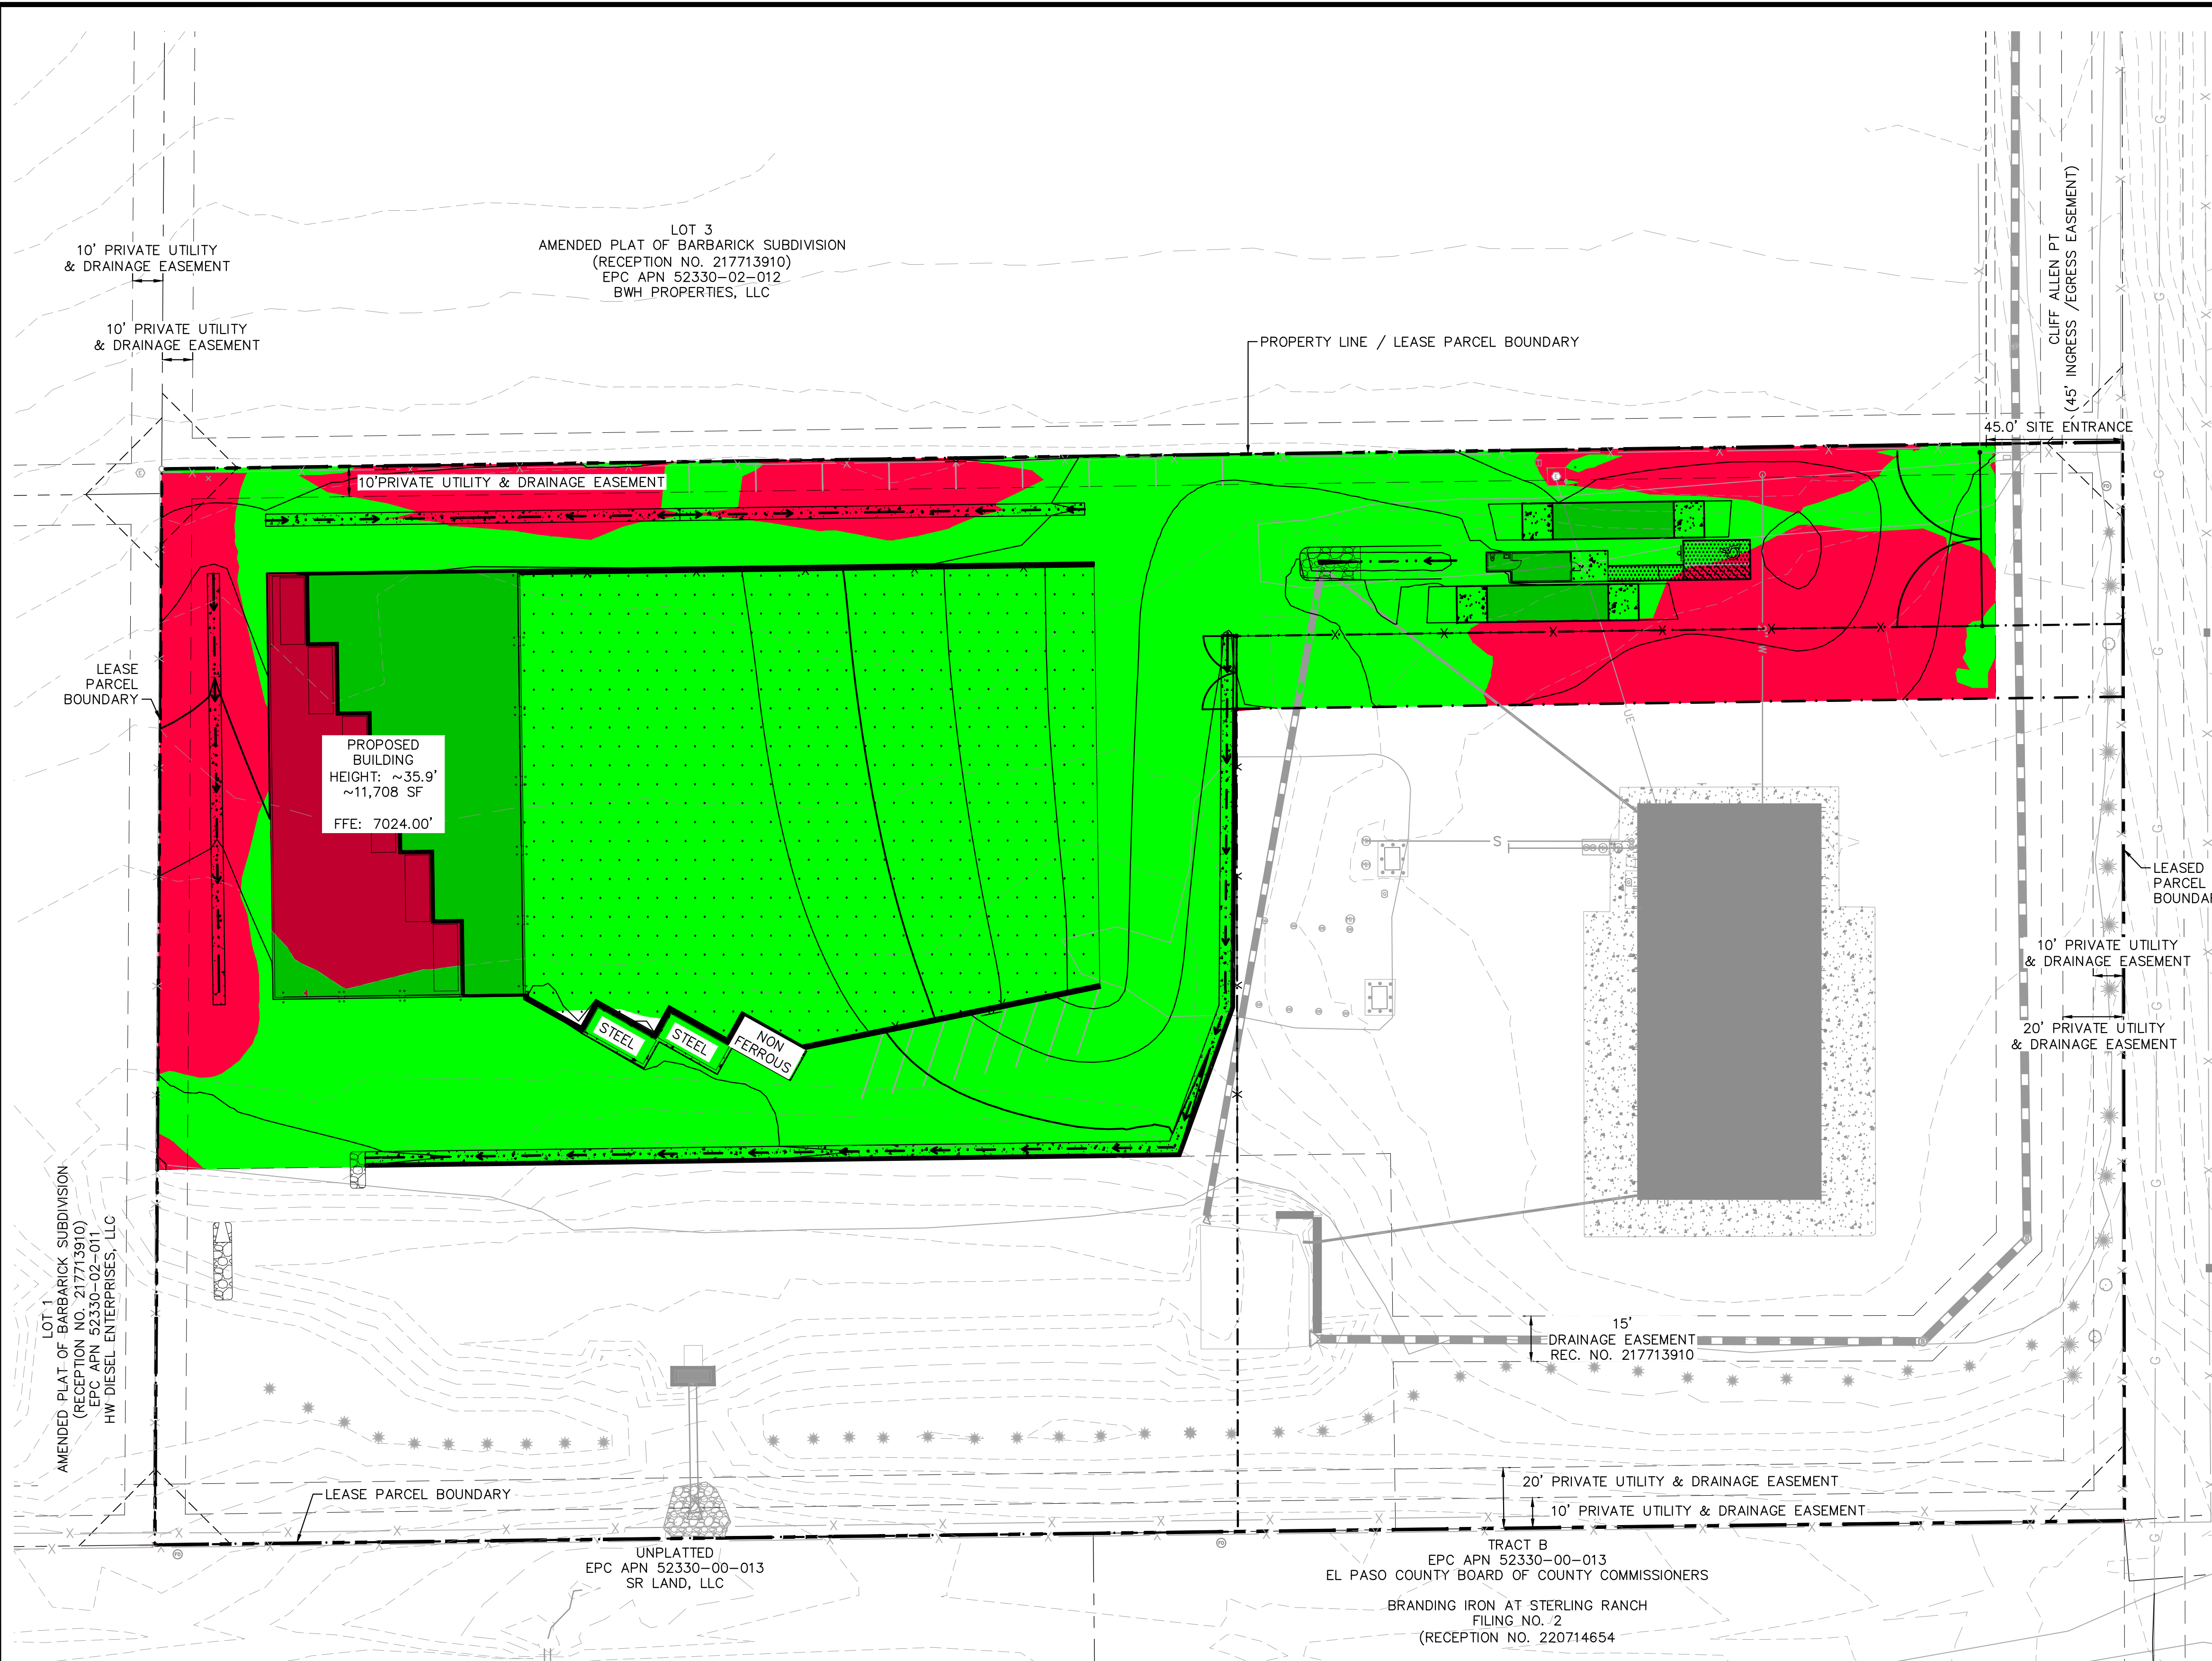 10' PRIVATE UTILITY
& DRAINAGE EASEMENT
10' PRIVATE UTILITY
& DRAINAGE EASEMENT
LOT 3
AMENDED PLAT OF BARBARICK SUBDIVISION
(RECEPTION NO. 217713910)
EPC APN 52330-02-012
BWH PROPERTIES, LLC
PROPERTY LINE / LEASE PARCEL BOUNDARY
CLIFF ALLEN PT
(45' INGRESS /EGRESS EASEMENT)
45.0' SITE ENTRANCE
10'PRIVATE UTILITY & DRAINAGE EASEMENT
LEASE
PARCEL
BOUNDARY
PROPOSED
BUILDING
HEIGHT: ~35.9'
~11,708 SF
FFE: 7024.00'
STEEL
STEEL
NON
FERROUS
UE
W
S
G
G
G
G
G
G
G
G
LEASED
PARCEL
10' PRIVATE UTILITY
& DRAINAGE EASEMENT
20' PRIVATE UTILITY
& DRAINAGE EASEMENT
LOT 1
AMENDED PLAT OF BARBARICK SUBDIVISION
(RECEPTION NO. 217713910)
EPC APN 52330-02-011
HW DIESEL ENTERPRISES, LLC
15'
DRAINAGE EASEMENT
REC. NO. 217713910
LEASE PARCEL BOUNDARY
20' PRIVATE UTILITY & DRAINAGE EASEMENT
10' PRIVATE UTILITY & DRAINAGE EASEMENT
UNPLATTED
EPC APN 52330-00-013
SR LAND, LLC
TRACT B
EPC APN 52330-00-013
EL PASO COUNTY BOARD OF COUNTY COMMISSIONERS
BRANDING IRON AT STERLING RANCH
FILING NO. 2
(RECEPTION NO. 220714654